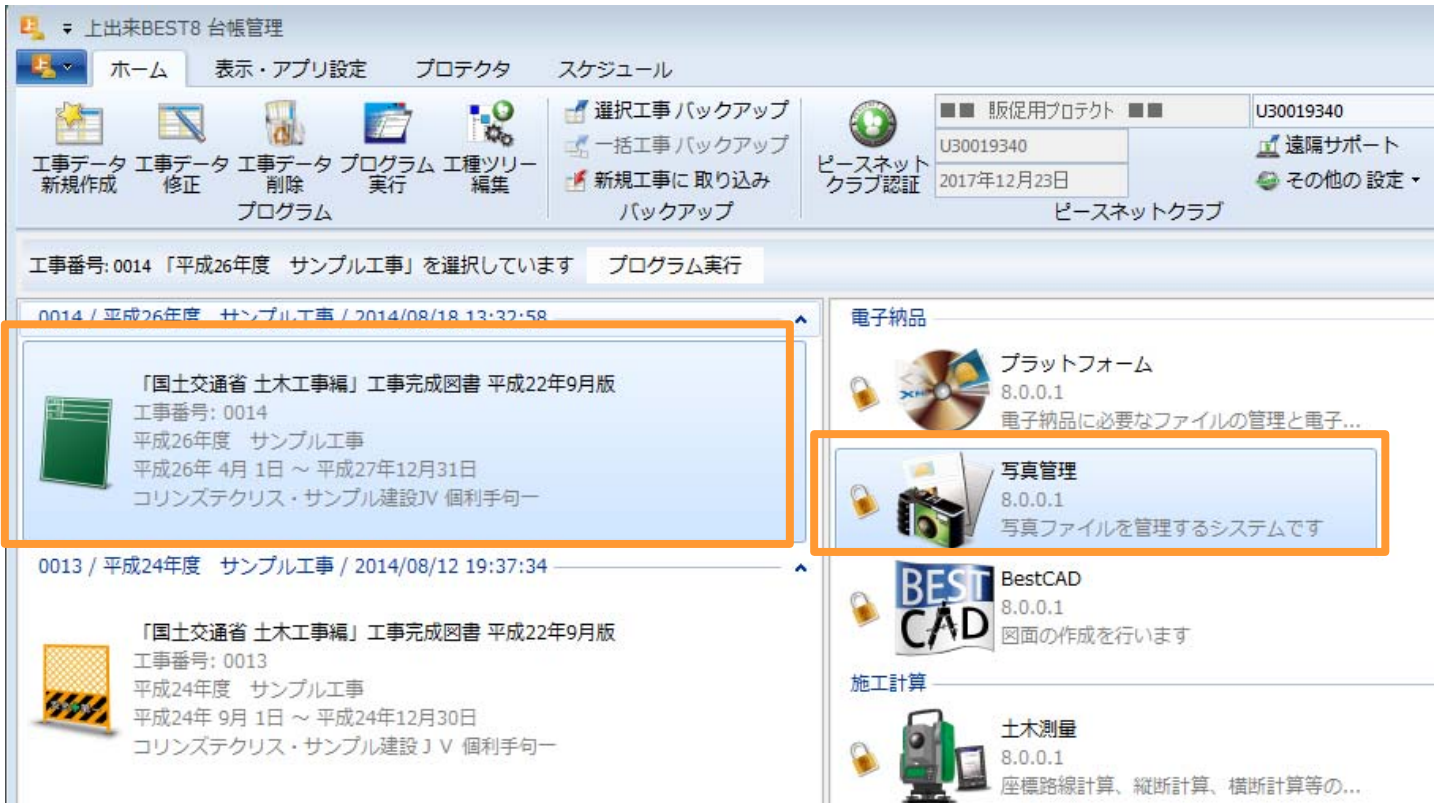 上出来BEST8 台帳管理
ホーム 表示・アプリ設定 プロテクタ スケジュール
工事データ 新規作成
工事データ 修正
工事データ 削除
プログラム 実行
工種ツリー 編集
プログラム
選択工事 バックアップ
一括工事 バックアップ
新規工事に 取り込み
バックアップ
ピースネット クラブ認証
■■ 販促用プロテクト ■■
U30019340
U30019340
2017年12月23日
遠隔サポート
その他の 設定
ピースネットクラブ
工事番号: 0014 「平成26年度 サンプル工事」を選択しています プログラム実行
0014 / 平成26年度 サンプル工事 / 2014/08/18 13:32:58
「国土交通省 土木工事編」工事完成図書 平成22年9月版
工事番号: 0014
平成26年度 サンプル工事
平成26年 4月 1日 ～ 平成27年12月31日
コリンズテクリス・サンプル建設JV 個利手句一
0013 / 平成24年度 サンプル工事 / 2014/08/12 19:37:34
「国土交通省 土木工事編」工事完成図書 平成22年9月版
工事番号: 0013
平成24年度 サンプル工事
平成24年 9月 1日 ～ 平成24年12月30日
コリンズテクリス・サンプル建設ＪＶ 個利手句一
電子納品
プラットフォーム
8.0.0.1
電子納品に必要なファイルの管理と電子...
写真管理
8.0.0.1
写真ファイルを管理するシステムです
BEST CAD
BestCAD
8.0.0.1
図面の作成を行います
施工計算
土木測量
8.0.0.1
座標路線計算、縦断計算、横断計算等の...